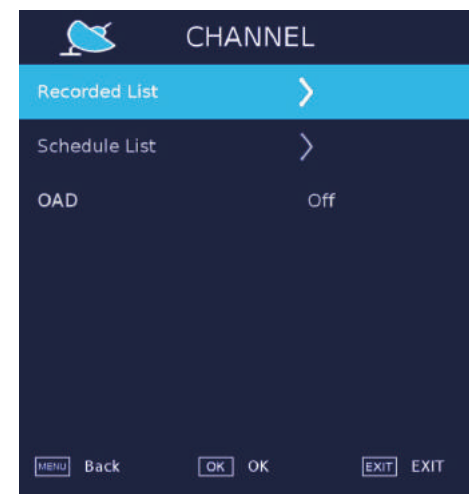 CHANNEL
Recorded List
Schedule List
OAD Off
MENU Back OK OK EXIT EXIT